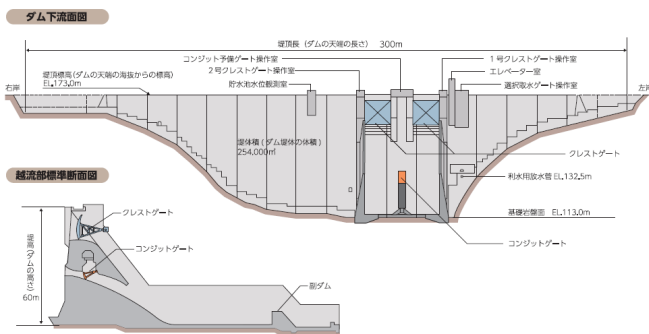 ダム下流面図
堤頂長（ダムの天端の長さ） 300m
コンジット予備ゲート操作室
1号クレストゲート操作室
2号クレストゲート操作室
エレベーター室
堤頂標高(ダムの天端の海抜からの標高)
EL.173.0m
貯水池水位観測室
選択取水ゲート操作室
右岸
左岸
堤体積(ダム堤体の体積)
254,000㎥
クレストゲート
利水用放水管 EL.132.5m
基礎岩盤面 EL.113.0m
コンジットゲート
越流部標準断面図
クレストゲート
コンジットゲート
堤高(ダムの高さ)
60m
副ダム